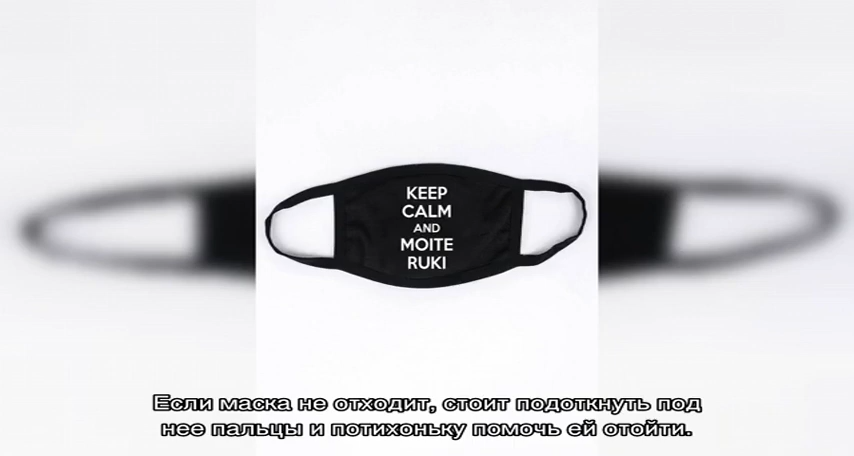 KEEP
CALM
AND
MOITE
RUKI
Если маска не отходит, стоит подоткнуть под
нее пальцы и потихоньку помочь ей отойти.